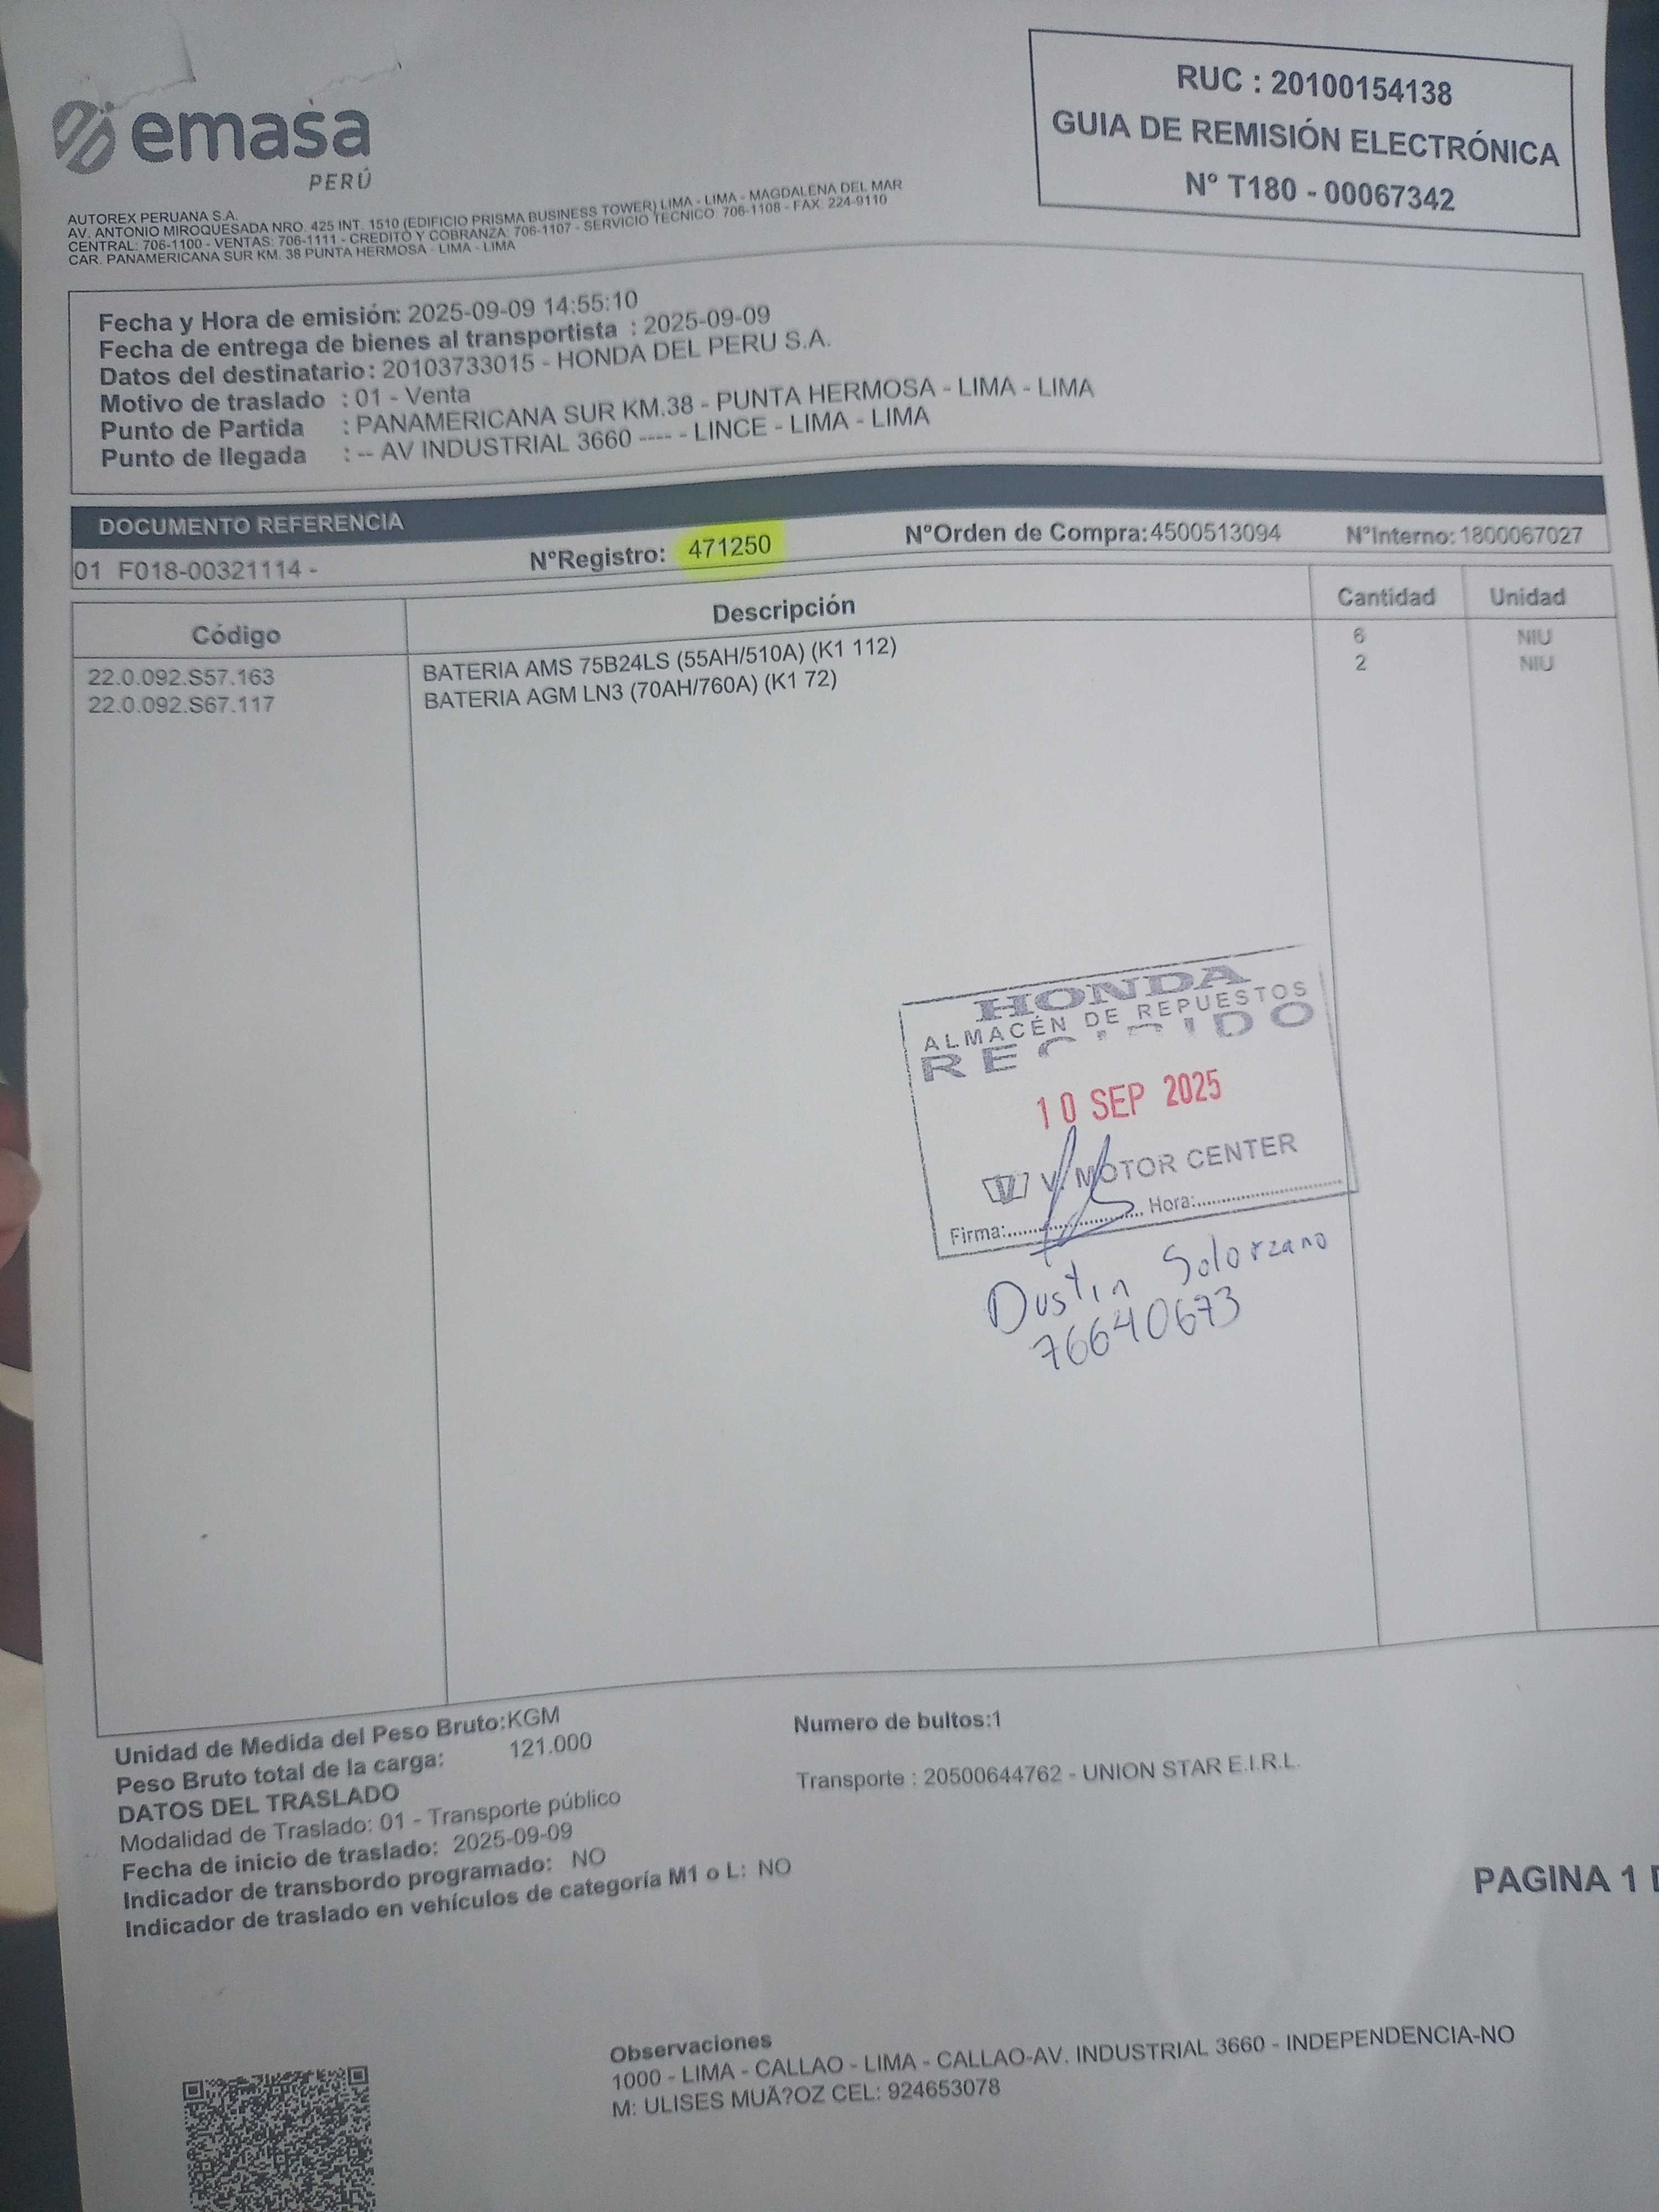 emasa
PERÚ
RUC : 20100154138
GUIA DE REMISIÓN ELECTRÓNICA
Nº T180 - 00067342
AUTOREX PERUANA S.A.
AV. ANTONIO MIROQUESADA NRO. 425 INT. 1510 (EDIFICIO PRISMA BUSINESS TOWER) LIMA - LIMA - MAGDALENA DEL MAR
CENTRAL: 706-1100 - VENTAS: 706-1111 - CREDITO Y COBRANZA: 706-1107 - SERVICIO TECNICO: 706-1108 - FAX: 224-9110
CAR. PANAMERICANA SUR KM. 38 PUNTA HERMOSA - LIMA - LIMA
Fecha y Hora de emisión: 2025-09-09 14:55:10
Fecha de entrega de bienes al transportista : 2025-09-09
Datos del destinatario: 20103733015 - HONDA DEL PERU S.A.
Motivo de traslado : 01 - Venta
Punto de Partida : PANAMERICANA SUR KM.38 - PUNTA HERMOSA - LIMA - LIMA
Punto de llegada : -- AV INDUSTRIAL 3660 ---- - LINCE - LIMA - LIMA
DOCUMENTO REFERENCIA
01 F018-00321114 - NºRegistro: 471250 NºOrden de Compra:4500513094 NºInterno:1800067027
Código Descripción Cantidad Unidad
22.0.092.S57.163 BATERIA AMS 75B24LS (55AH/510A) (K1 112) 6 NIU
22.0.092.S67.117 BATERIA AGM LN3 (70AH/760A) (K1 72) 2 NIU
HONDA
ALMACÉN DE REPUESTOS
RECIBIDO
10 SEP 2025
V. MOTOR CENTER
Firma:.................... Hora:....................
Dustin Solorzano
76640673
Unidad de Medida del Peso Bruto:KGM Numero de bultos:1
Peso Bruto total de la carga: 121.000
DATOS DEL TRASLADO Transporte : 20500644762 - UNION STAR E.I.R.L.
Modalidad de Traslado: 01 - Transporte público
Fecha de inicio de traslado: 2025-09-09
Indicador de transbordo programado: NO
Indicador de traslado en vehículos de categoría M1 o L: NO
PAGINA 1 D
Observaciones
1000 - LIMA - CALLAO - LIMA - CALLAO-AV. INDUSTRIAL 3660 - INDEPENDENCIA-NO
M: ULISES MUÃ?OZ CEL: 924653078